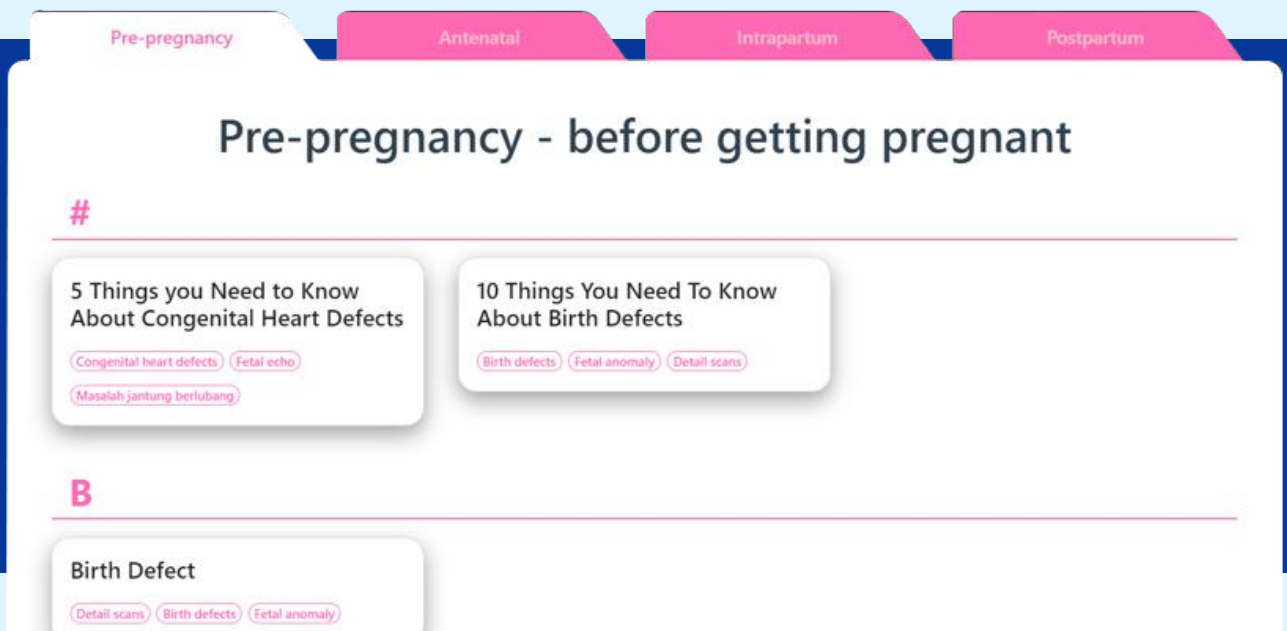 Pre-pregnancy Antenatal Intrapartum Postpartum
Pre-pregnancy - before getting pregnant
#
5 Things you Need to Know
About Congenital Heart Defects
Congenital heart defects Fetal echo
Masalah jantung berlubang
10 Things You Need To Know
About Birth Defects
Birth defects Fetal anomaly Detail scans
B
Birth Defect
Detail scans Birth defects Fetal anomaly